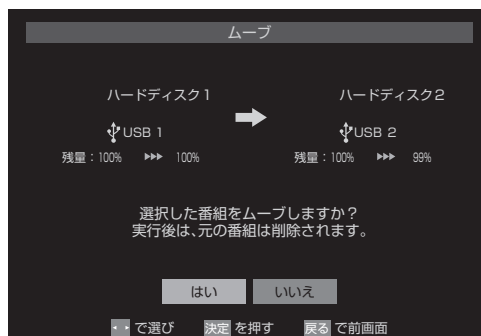 ムーブ
ハードディスク1 ハードディスク2
USB 1 USB 2
残量：100% 100% 残量：100% 99%
選択した番組をムーブしますか？
実行後は、元の番組は削除されます。
はい いいえ
で選び 決定 を押す 戻る で前画面